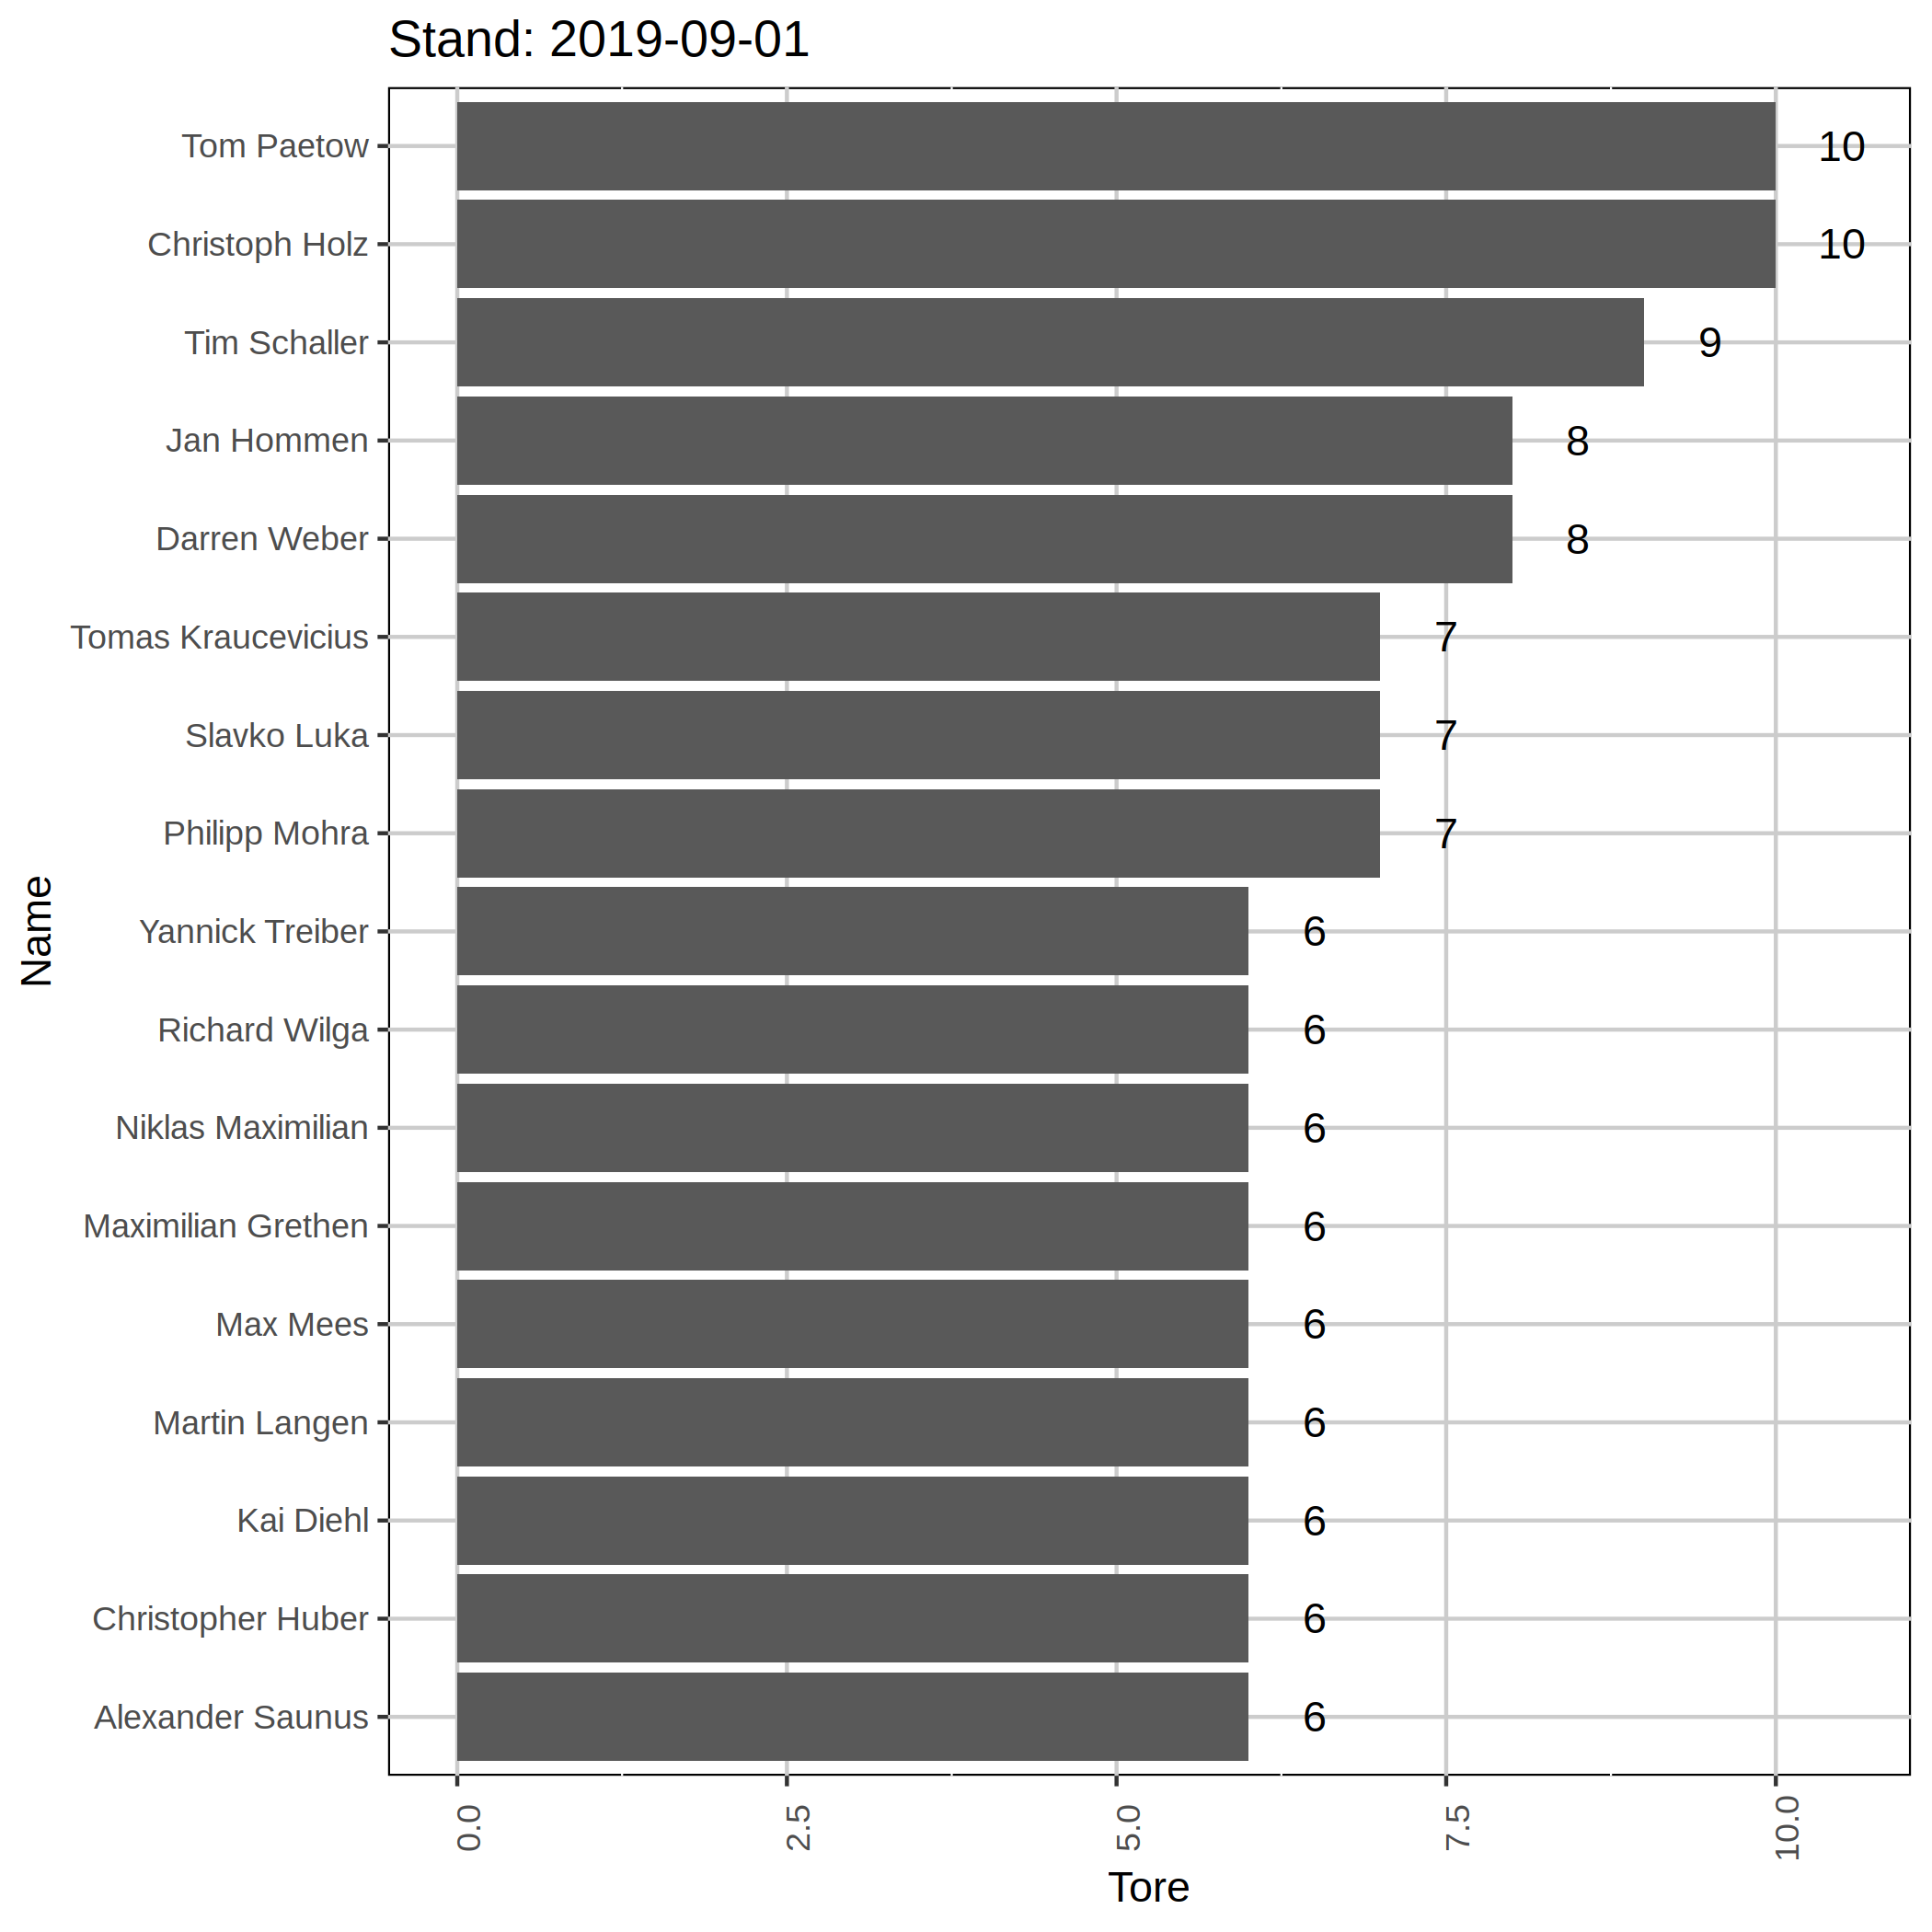 Stand: 2019-09-01
Tom Paetow 10
Christoph Holz 10
Tim Schaller 9
Jan Hommen 8
Darren Weber 8
Tomas Kraucevicius 7
Slavko Luka 7
Philipp Mohra 7
Yannick Treiber 6
Richard Wilga 6
Niklas Maximilian 6
Maximilian Grethen 6
Max Mees 6
Martin Langen 6
Kai Diehl 6
Christopher Huber 6
Alexander Saunus 6
Name
0.0 2.5 5.0 7.5 10.0
Tore